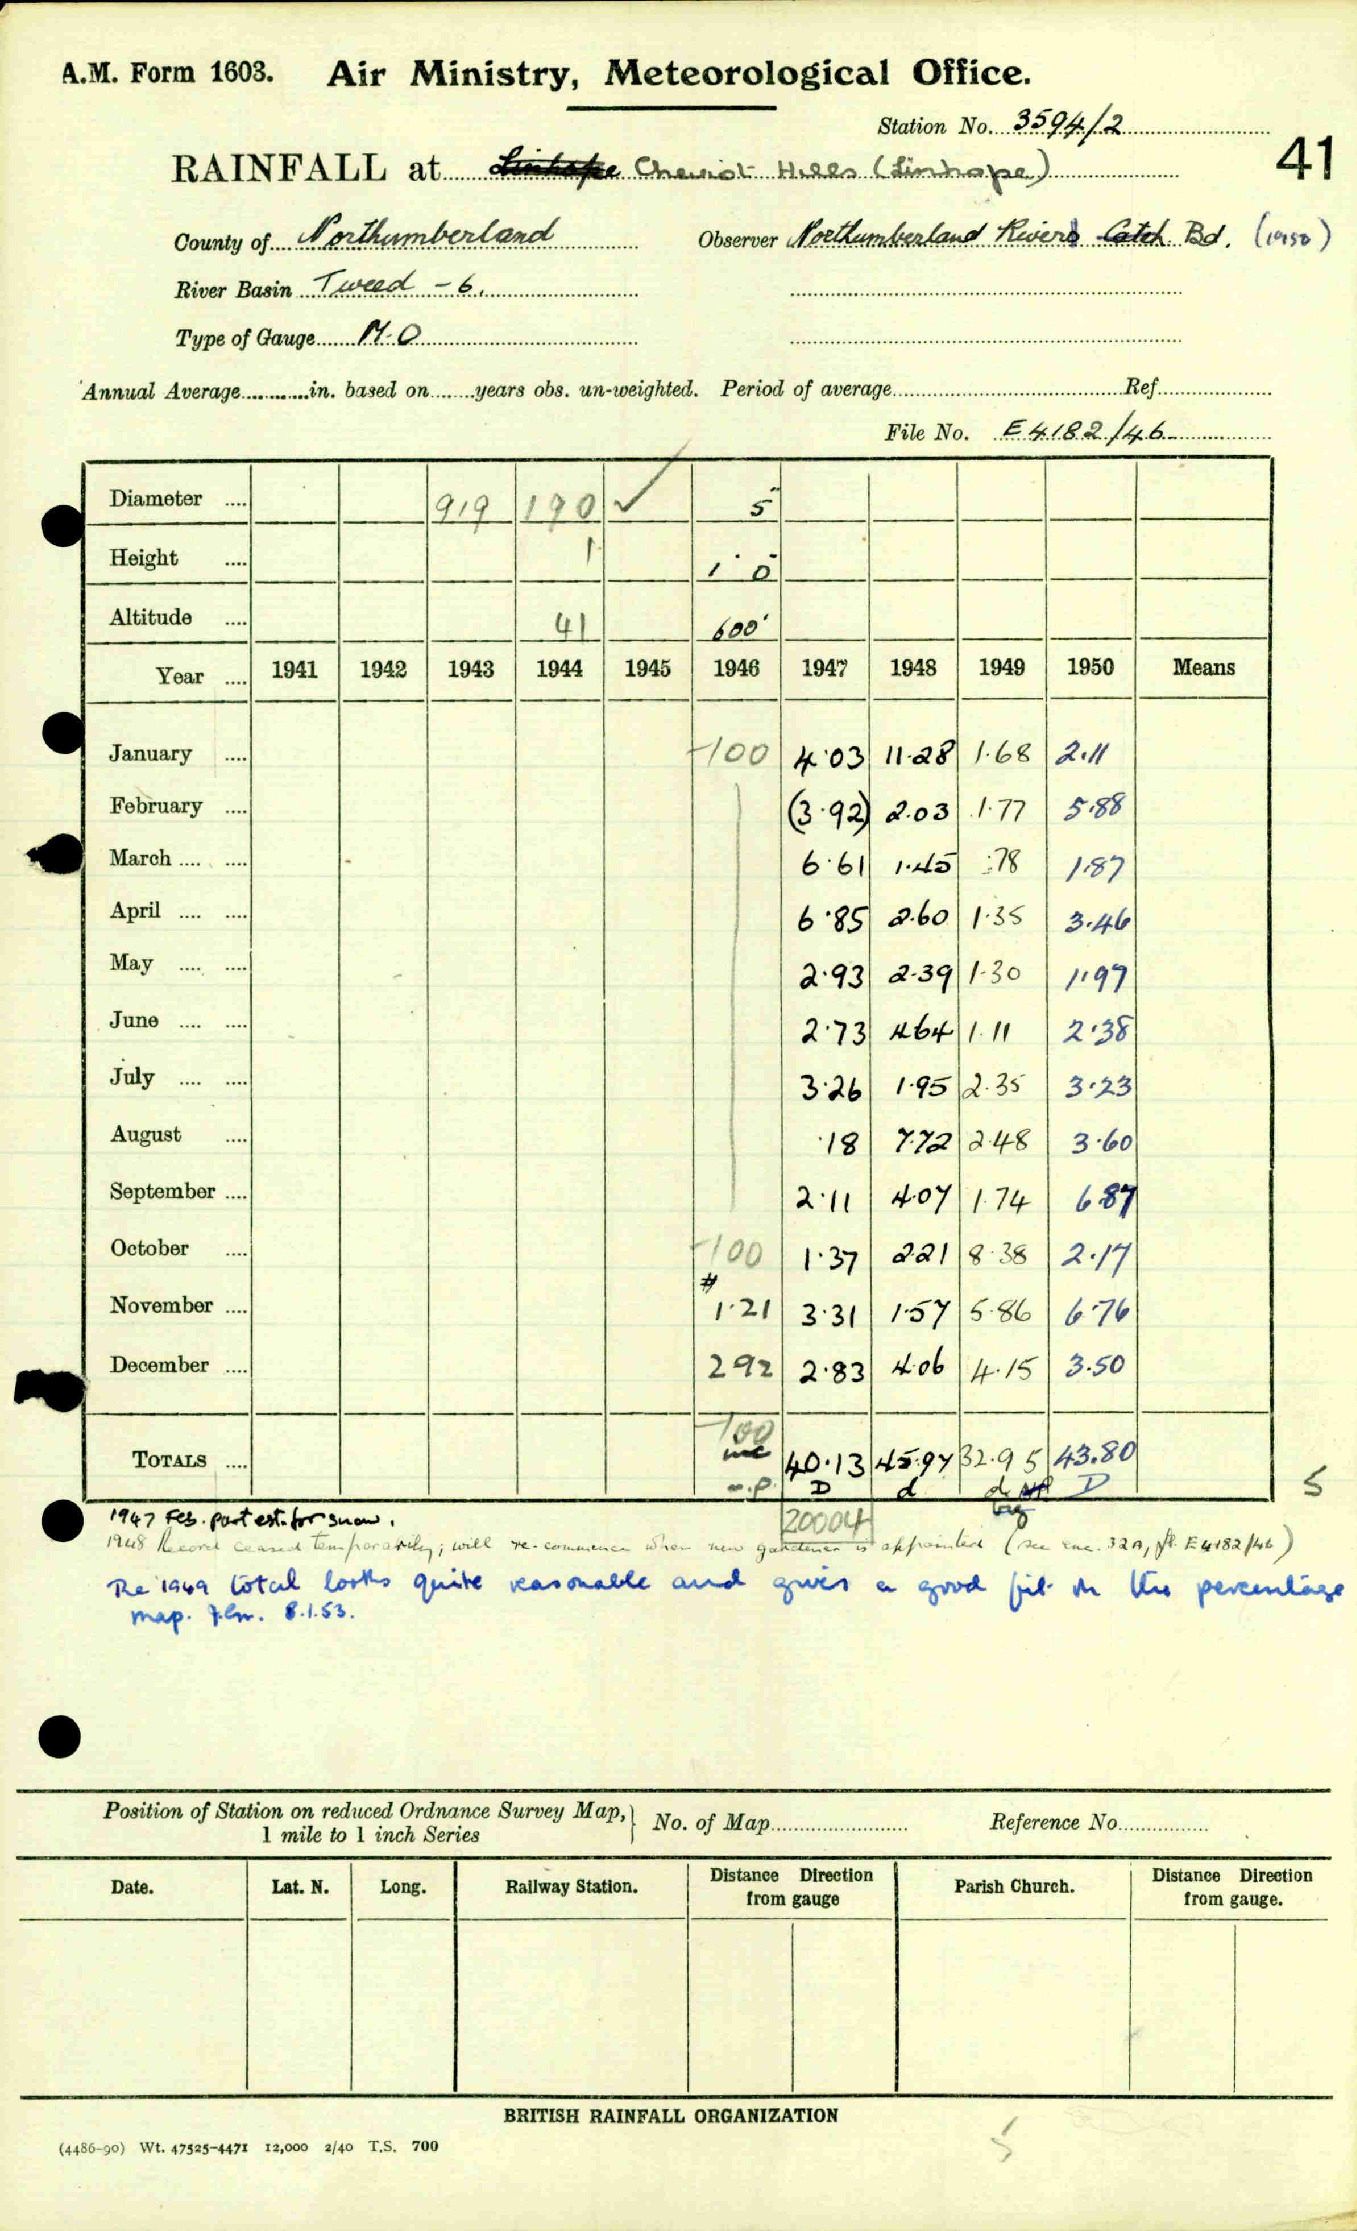 A.M. Form 1603. Air Ministry, Meteorological Office.
Station No. 3594/2
41
RAINFALL at Linhope Cheviot Hills (Linhope)
County of Northumberland Observer Northumberland Rivers Catch. Bd. (1950)
River Basin Tweed - 6.
Type of Gauge M.O
Annual Average in. based on years obs. un-weighted. Period of average Ref.
File No. E4182/46
Diameter 919 190 ✓ 5"
Height 1 1' 0"
Altitude 41 600'
Year 1941 1942 1943 1944 1945 1946 1947 1948 1949 1950 Means
January -100 4.03 11.28 1.68 2.11
February (3.92) 2.03 1.77 5.88
March 6.61 1.45 .78 1.87
April 6.85 2.60 1.35 3.46
May 2.93 2.39 1.30 1.97
June 2.73 4.64 1.11 2.38
July 3.26 1.95 2.35 3.23
August .18 7.72 2.48 3.60
September 2.11 4.07 1.74 6.87
October -100 1.37 2.21 8.38 2.17
#
November 1.21 3.31 1.57 5.86 6.76
December 2.92 2.83 4.06 4.15 3.50
-100
TOTALS inc 40.13 45.97 32.95 43.80
n.p. D d d D
5
1947 Feb. part est. for snow.
20004
1948 Record ceased temporarily; will re-commence when new gardener is appointed (see enc. 32A, E4182/46)
The 1949 total looks quite reasonable and gives a good fit on the percentage
map. 8.1.53.
Position of Station on reduced Ordnance Survey Map, 1 mile to 1 inch Series No. of Map Reference No.
Date. Lat. N. Long. Railway Station. Distance Direction from gauge Parish Church. Distance Direction from gauge.
BRITISH RAINFALL ORGANIZATION
(4486-90) Wt. 47525-4471 12,000 2/40 T.S. 700
5